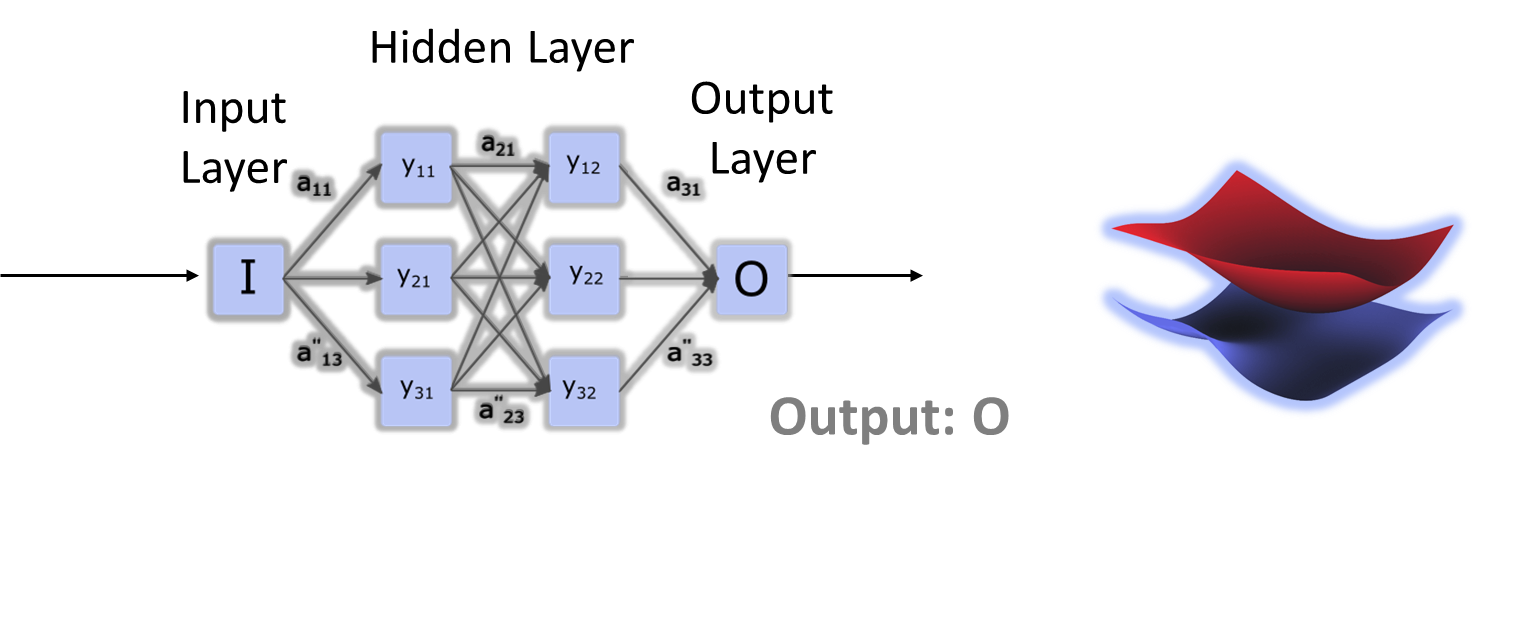 Hidden Layer
Input
Layer
Output
Layer
a₁₁
a₂₁
a₃₁
y₁₁
y₁₂
I
y₂₁
y₂₂
O
a"₁₃
a"₃₃
y₃₁
y₃₂
a"₂₃
Output: O